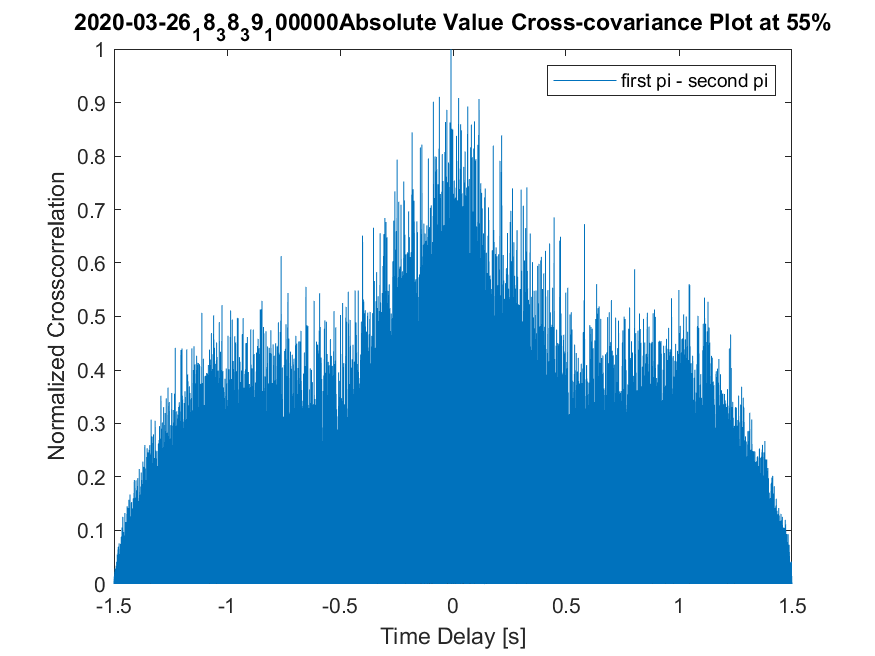 2020-03-26₁8₃8₃9₁00000Absolute Value Cross-covariance Plot at 55%
first pi - second pi
Normalized Crosscorrelation
1
0.9
0.8
0.7
0.6
0.5
0.4
0.3
0.2
0.1
0
-1.5 -1 -0.5 0 0.5 1 1.5
Time Delay [s]